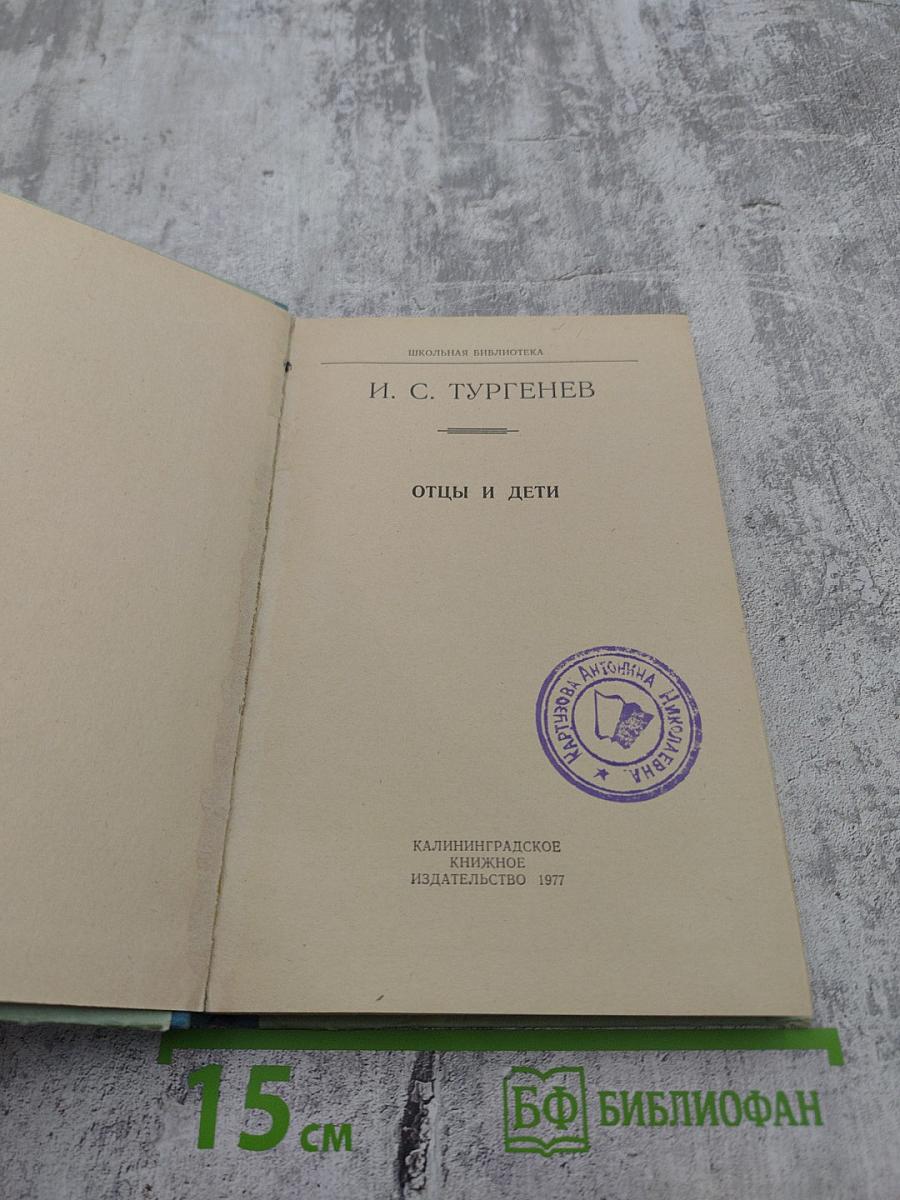 ШКОЛЬНАЯ БИБЛИОТЕКА
И. С. ТУРГЕНЕВ
ОТЦЫ И ДЕТИ
КАРТУЗОВА АНТОНИНА НИКОЛАЕВНА
КАЛИНИНГРАДСКОЕ
КНИЖНОЕ
ИЗДАТЕЛЬСТВО 1977
15 см
БФ БИБЛИОФАН